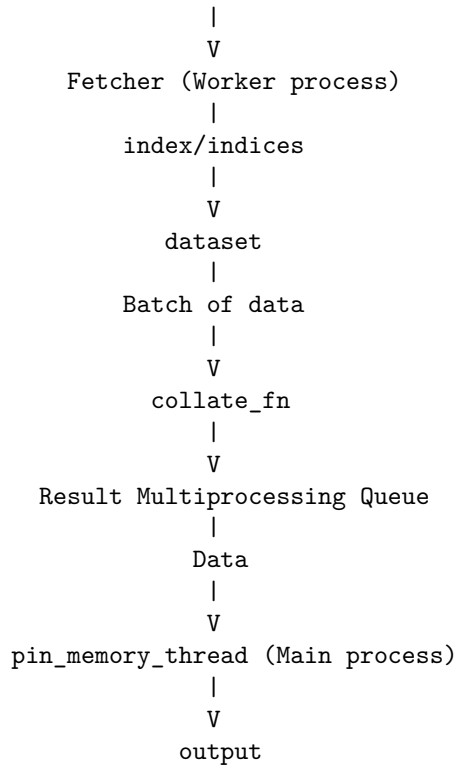 |
V
Fetcher (Worker process)
|
index/indices
|
V
dataset
|
Batch of data
|
V
collate_fn
|
V
Result Multiprocessing Queue
|
Data
|
V
pin_memory_thread (Main process)
|
V
output